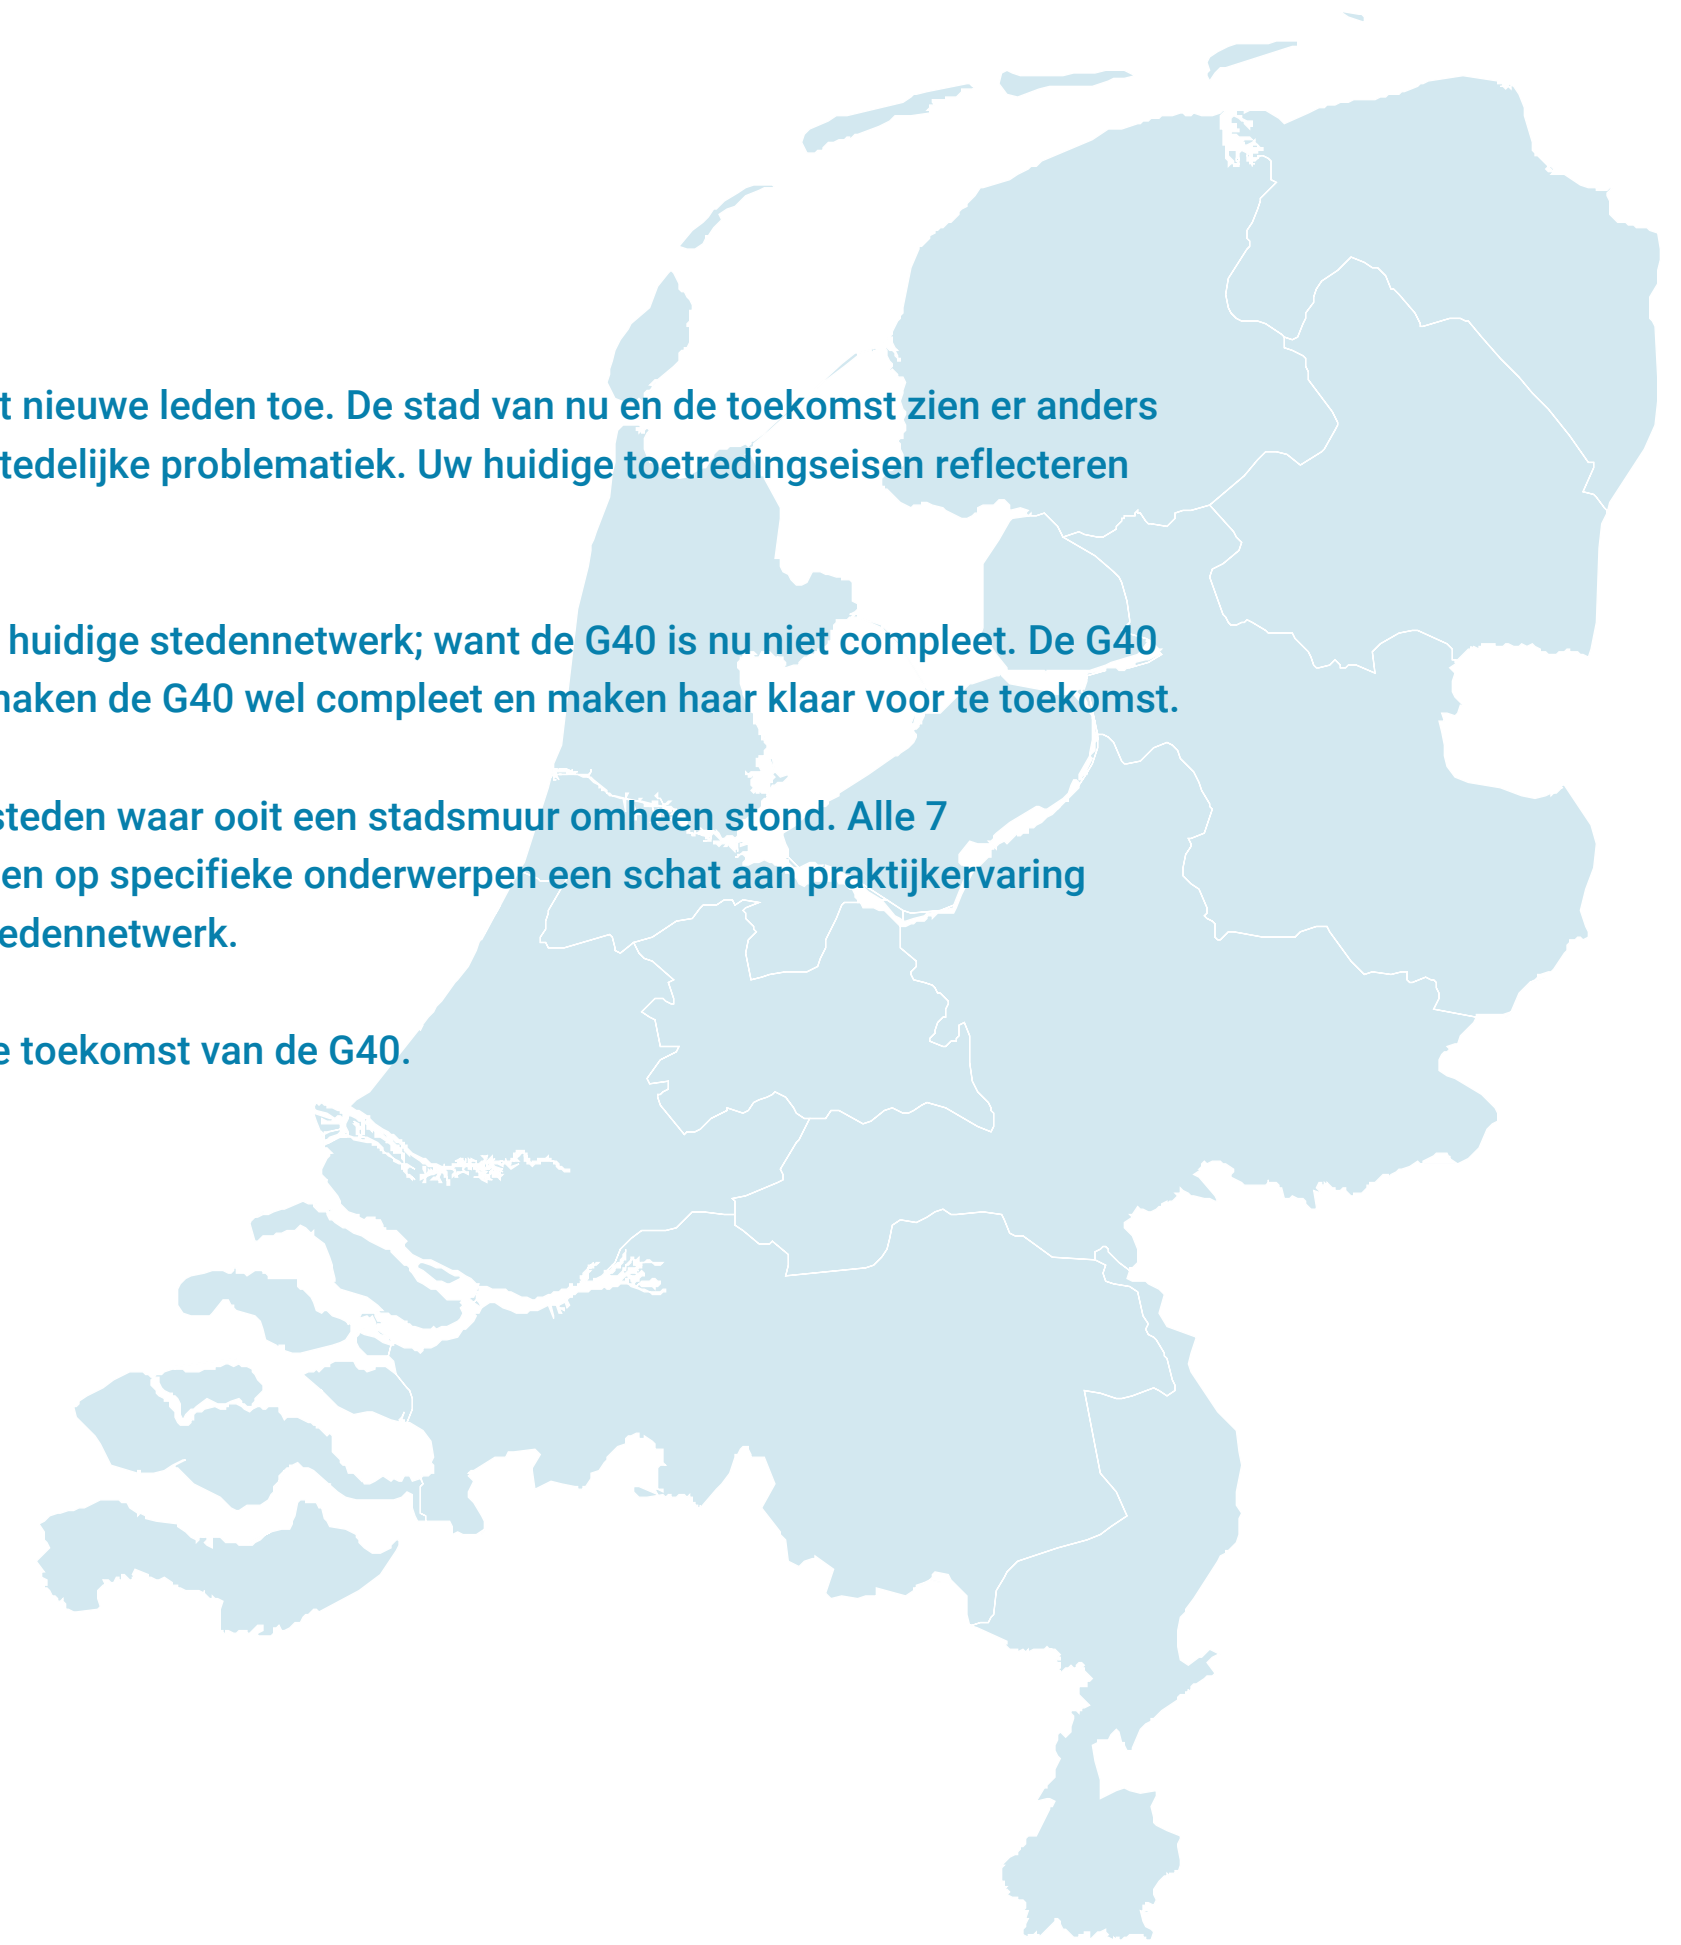 t nieuwe leden toe. De stad van nu en de toekomst zien er anders
tedelijke problematiek. Uw huidige toetredingseisen reflecteren
huidige stedennetwerk; want de G40 is nu niet compleet. De G40
naken de G40 wel compleet en maken haar klaar voor te toekomst.
steden waar ooit een stadsmuur omheen stond. Alle 7
en op specifieke onderwerpen een schat aan praktijkervaring
edennetwerk.
e toekomst van de G40.